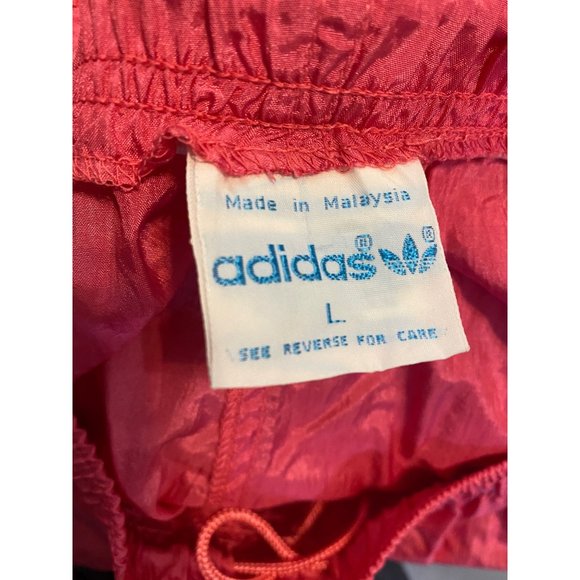 Made in Malaysia
adidas® ®
L
SEE REVERSE FOR CARE